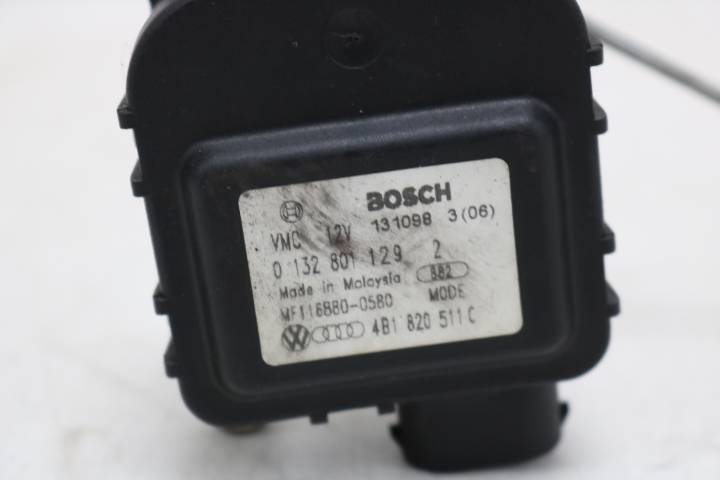 BOSCH
VMC 12V 131098 3(06)
0 132 801 129 2
Made in Malaysia 882
MF116880-0580 MODE
4B1 820 511 C